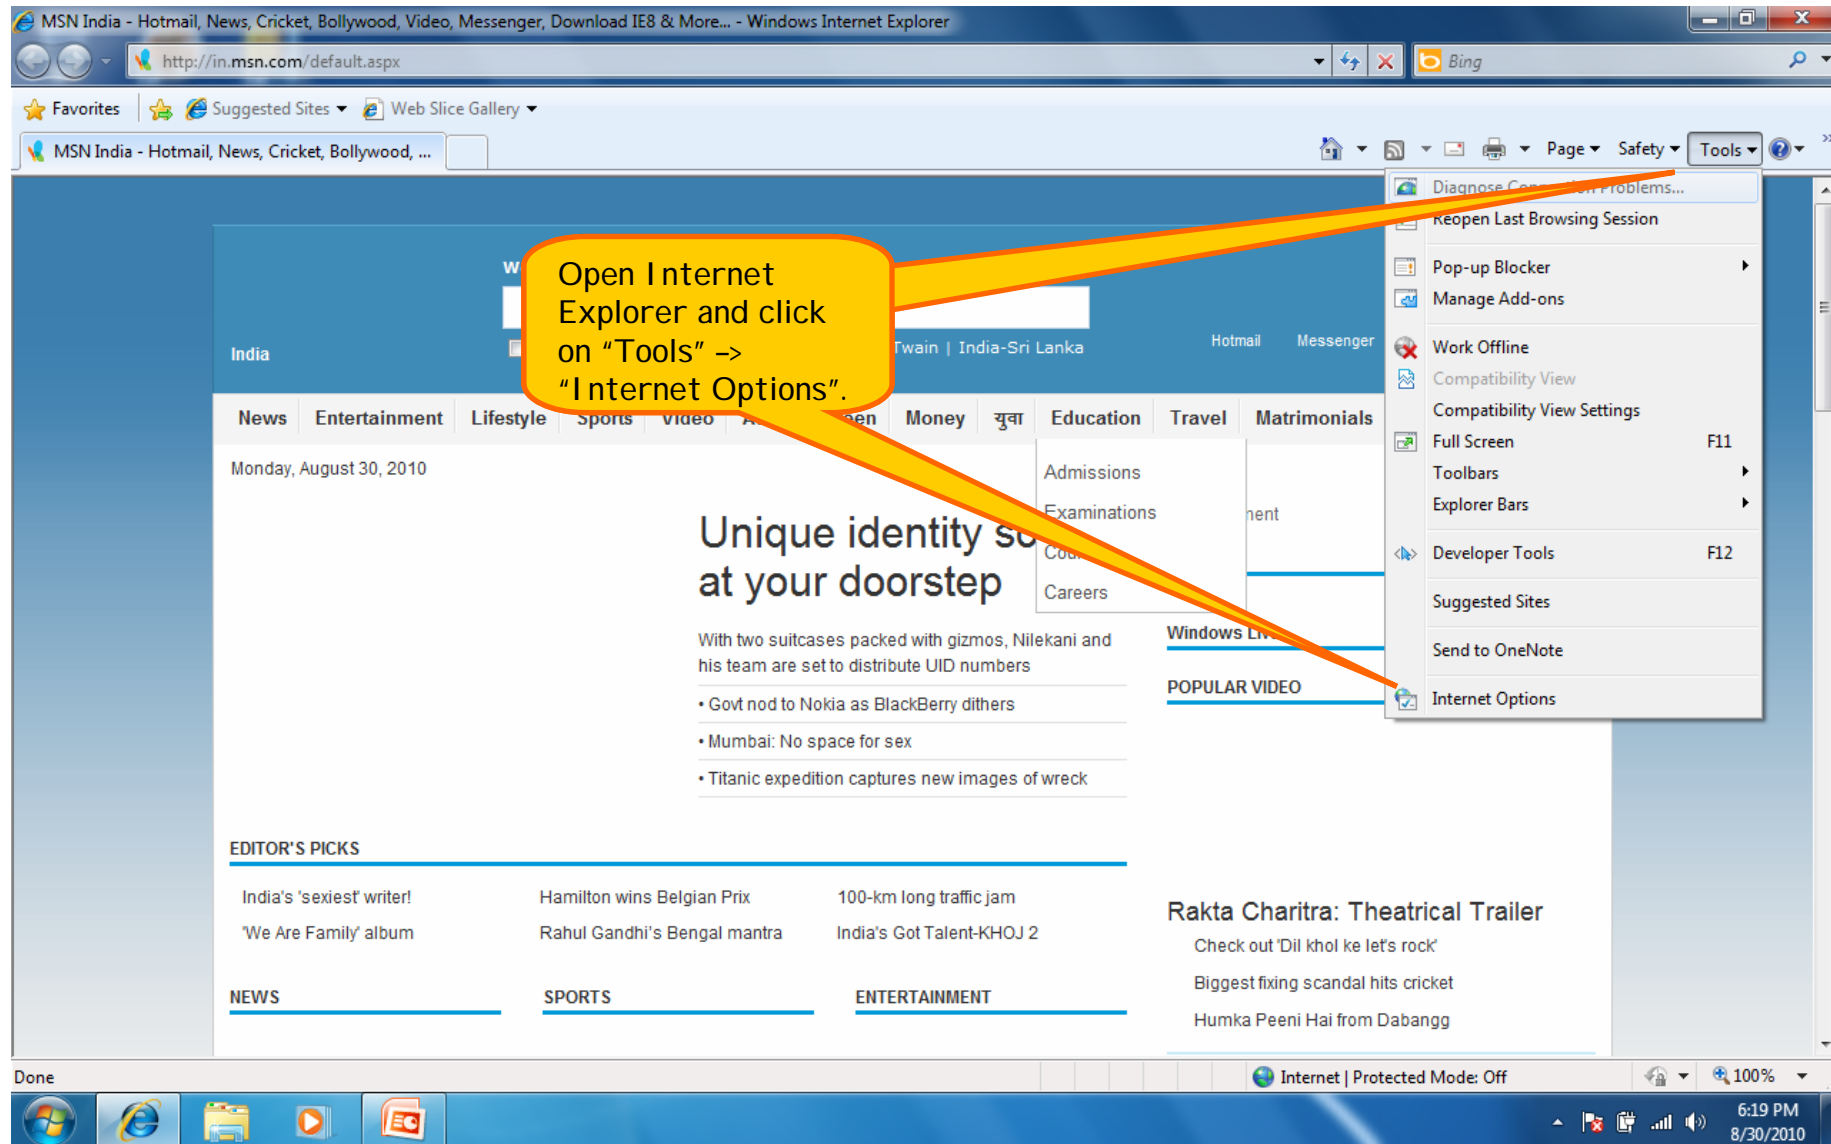 MSN India - Hotmail, News, Cricket, Bollywood, Video, Messenger, Download IE8 & More... - Windows Internet Explorer
http://in.msn.com/default.aspx
Bing
Favorites Suggested Sites Web Slice Gallery
MSN India - Hotmail, News, Cricket, Bollywood, ...
Page Safety Tools
Diagnose Connection Problems...
Reopen Last Browsing Session
Pop-up Blocker
Manage Add-ons
Work Offline
Compatibility View
Compatibility View Settings
Full Screen F11
Toolbars
Explorer Bars
Developer Tools F12
Suggested Sites
Send to OneNote
Internet Options
Open Internet
Explorer and click
on “Tools” –>
“Internet Options”.
India
Twain | India-Sri Lanka
Hotmail Messenger
News Entertainment Lifestyle Sports Video Money युवा Education Travel Matrimonials
Monday, August 30, 2010
Admissions
Examinations
Careers
Unique identity
at your doorstep
With two suitcases packed with gizmos, Nilekani and
his team are set to distribute UID numbers
• Govt nod to Nokia as BlackBerry dithers
• Mumbai: No space for sex
• Titanic expedition captures new images of wreck
Windows Live
POPULAR VIDEO
EDITOR'S PICKS
India's 'sexiest' writer! Hamilton wins Belgian Prix 100-km long traffic jam
'We Are Family' album Rahul Gandhi's Bengal mantra India's Got Talent-KHOJ 2
Rakta Charitra: Theatrical Trailer
Check out 'Dil khol ke let's rock'
Biggest fixing scandal hits cricket
Humka Peeni Hai from Dabangg
NEWS SPORTS ENTERTAINMENT
Done
Internet | Protected Mode: Off
100%
6:19 PM
8/30/2010